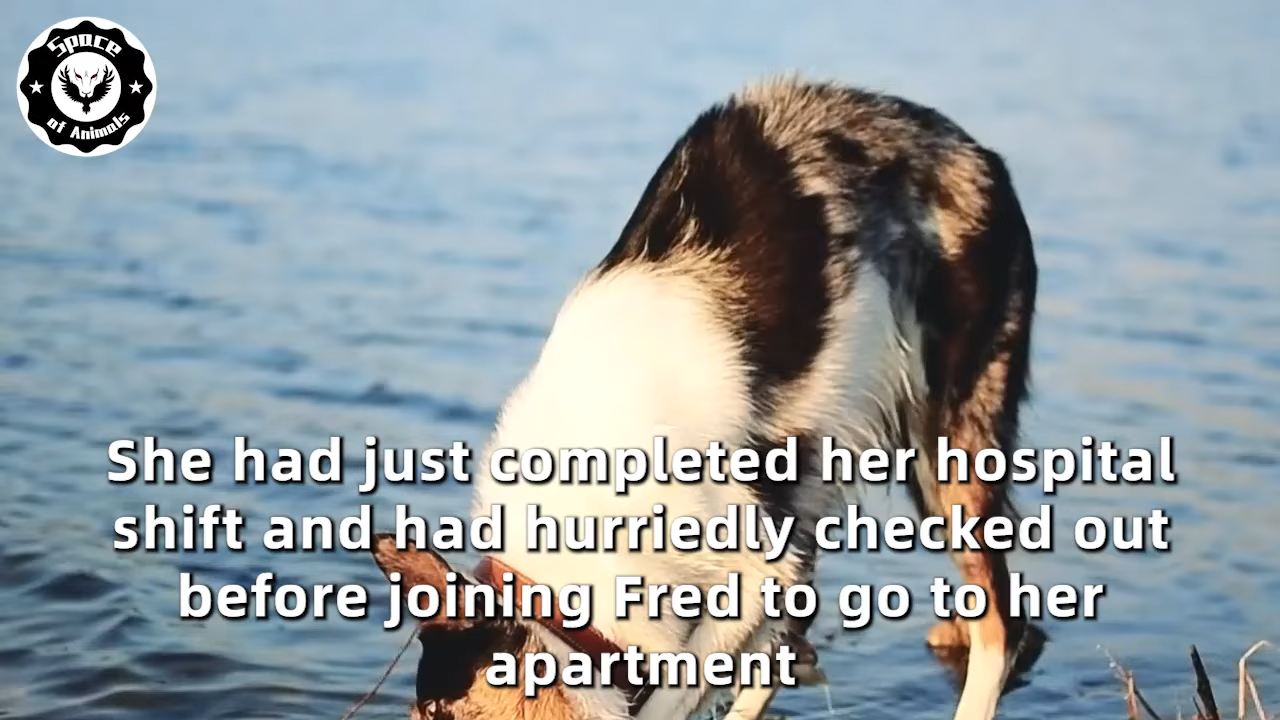 Space
of Animals
She had just completed her hospital
shift and had hurriedly checked out
before joining Fred to go to her
apartment